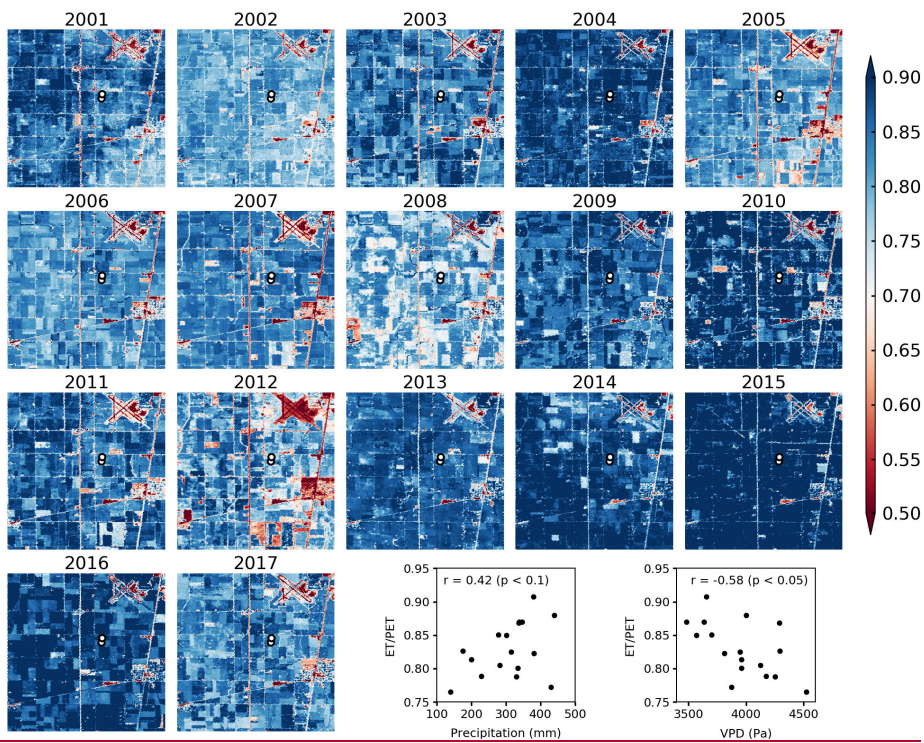 2001 2002 2003 2004 2005
0.90
0.85
0.80
2006 2007 2008 2009 2010
0.75
0.70
0.65
2011 2012 2013 2014 2015
0.60
0.55
0.50
2016 2017
0.95
0.90
0.85
0.80
0.75
ET/PET
r = 0.42 (p < 0.1)
100 200 300 400 500
Precipitation (mm)
0.95
0.90
0.85
0.80
0.75
ET/PET
r = -0.58 (p < 0.05)
3500 4000 4500
VPD (Pa)